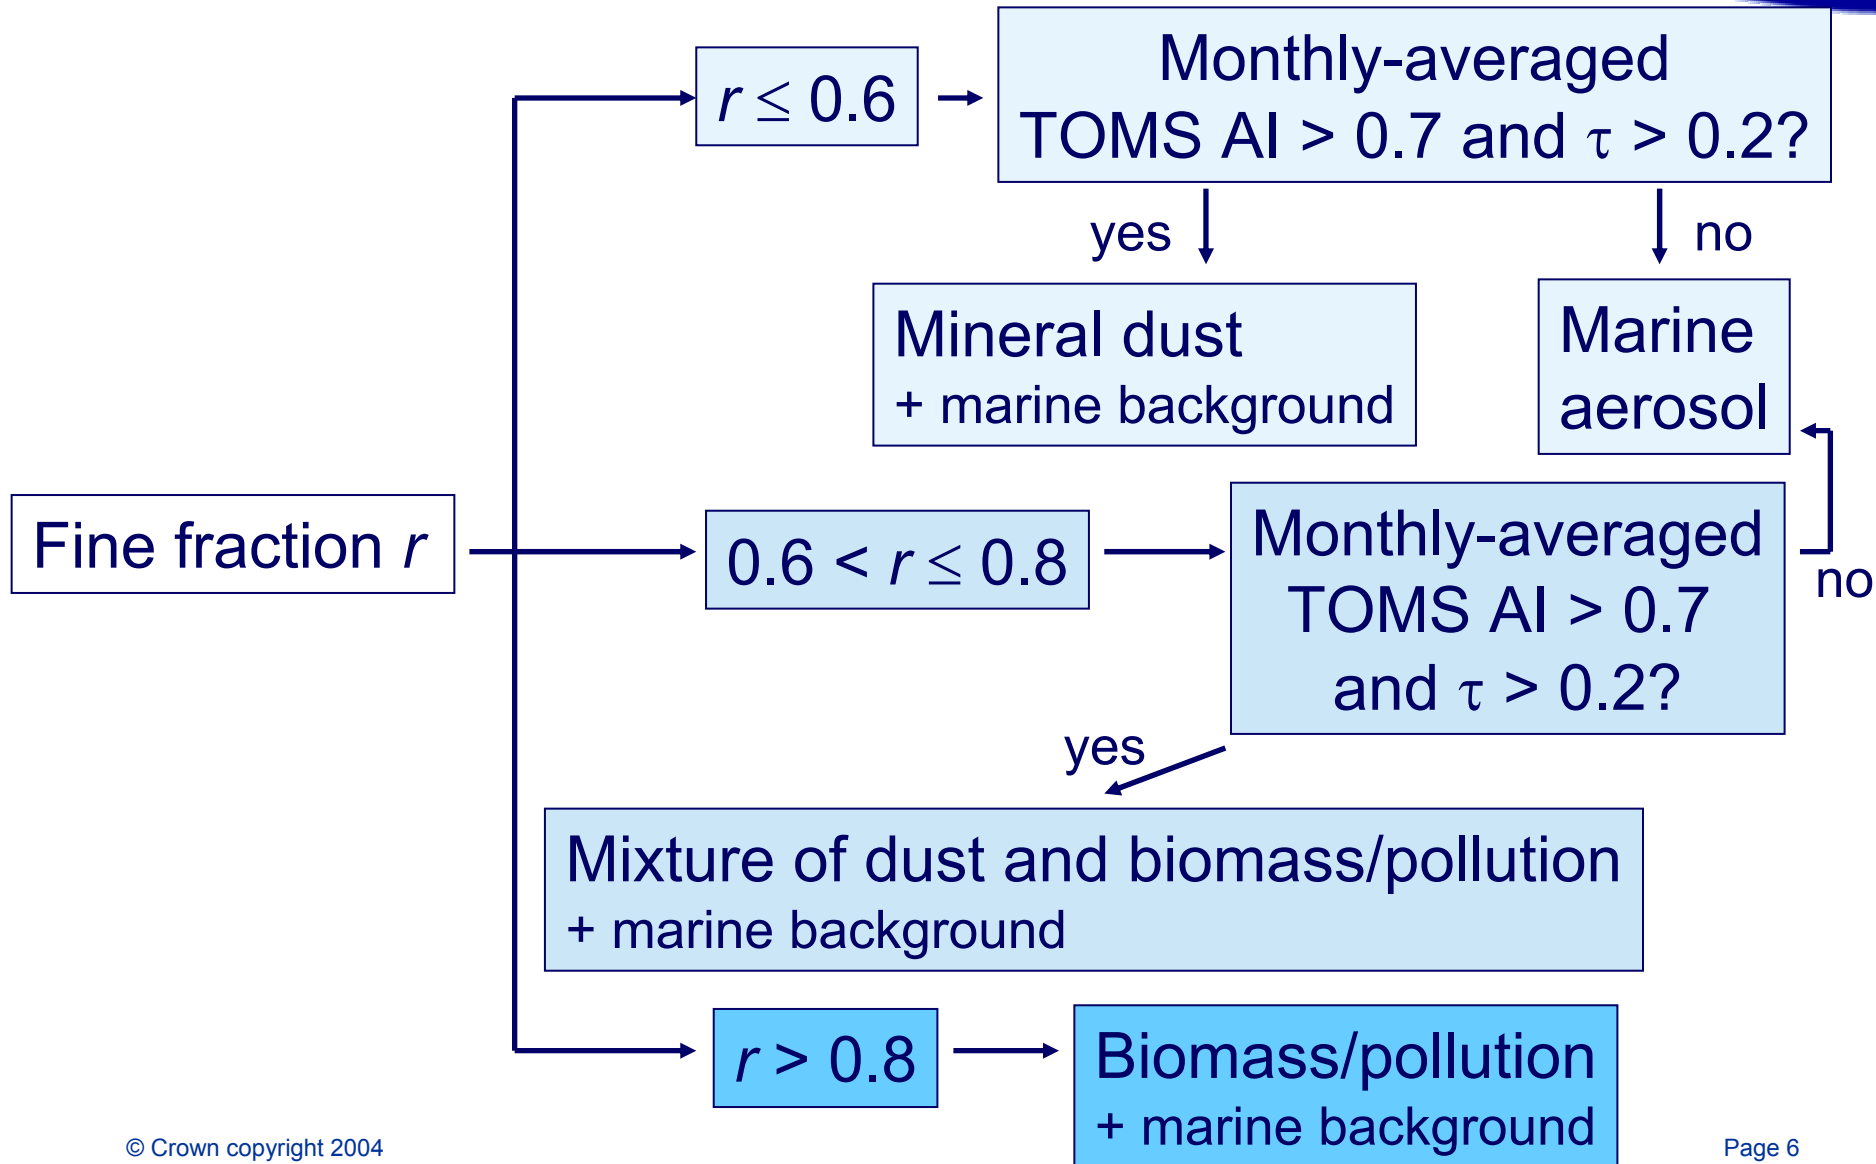 r ≤ 0.6
Monthly-averaged
TOMS AI > 0.7 and τ > 0.2?
yes
no
Mineral dust
+ marine background
Marine
aerosol
Fine fraction r
0.6 < r ≤ 0.8
Monthly-averaged
TOMS AI > 0.7
and τ > 0.2?
no
yes
Mixture of dust and biomass/pollution
+ marine background
r > 0.8
Biomass/pollution
+ marine background
© Crown copyright 2004
Page 6